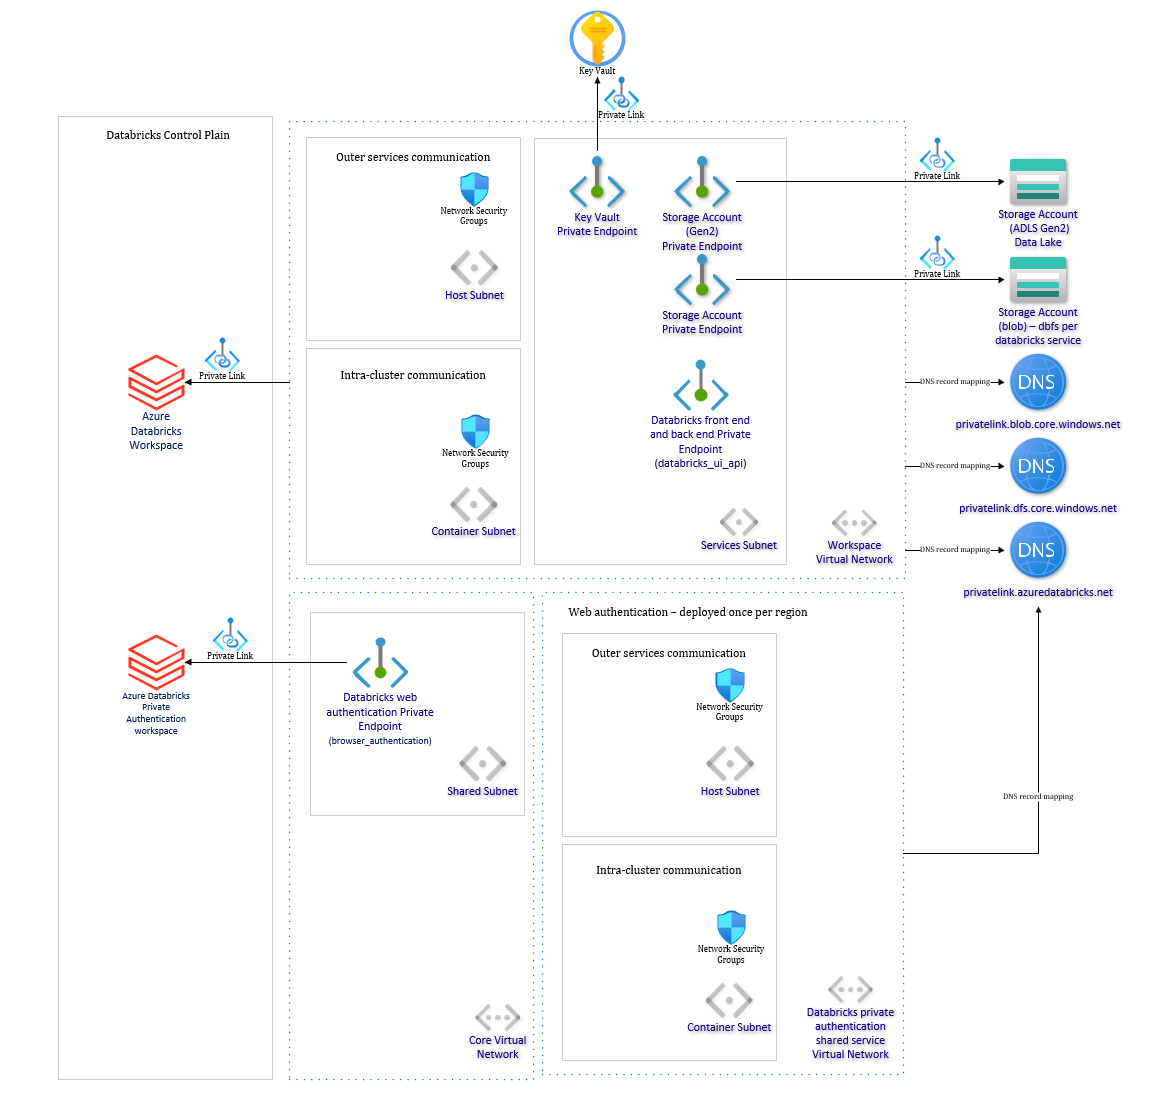 Key Vault
Private Link
Databricks Control Plain
Outer services communication
Network Security
Groups
Host Subnet
Key Vault
Private Endpoint
Storage Account
(Gen2)
Private Endpoint
Private Link
Storage Account
(ADLS Gen2)
Data Lake
Storage Account
Private Endpoint
Private Link
Storage Account
(blob) – dbfs per
databricks service
Private Link
Azure
Databricks
Workspace
Intra-cluster communication
Network Security
Groups
Container Subnet
Databricks front end
and back end Private
Endpoint
(databricks_ui_api)
Services Subnet
Workspace
Virtual Network
DNS record mapping
DNS
privatelink.blob.core.windows.net
DNS record mapping
DNS
privatelink.dfs.core.windows.net
DNS record mapping
DNS
privatelink.azuredatabricks.net
Private Link
Azure Databricks
Private
Authentication
workspace
Databricks web
authentication Private
Endpoint
(browser_authentication)
Shared Subnet
Core Virtual
Network
Web authentication – deployed once per region
Outer services communication
Network Security
Groups
Host Subnet
Intra-cluster communication
Network Security
Groups
Container Subnet
Databricks private
authentication
shared service
Virtual Network
DNS record mapping